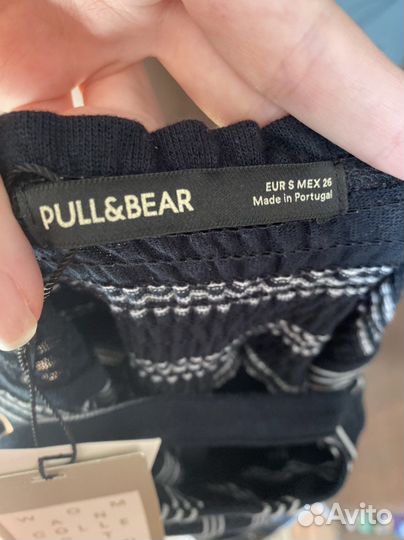 PULL&BEAR
EUR S MEX 26
Made in Portugal
W O M
A G N
Avito